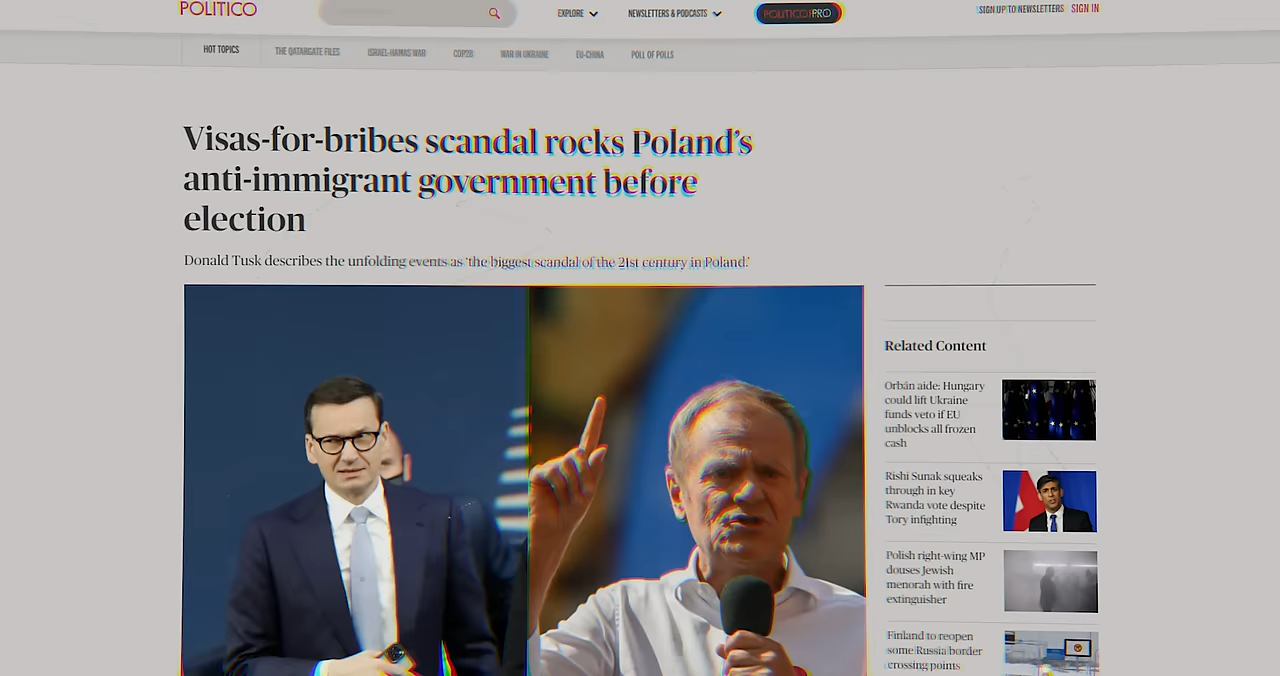 POLITICO
EXPLORE
NEWSLETTERS & PODCASTS
POLITICO PRO
SIGN UP TO NEWSLETTERS
SIGN IN
HOT TOPICS
THE QATARGATE FILES
ISRAEL-HAMAS WAR
COP28
WAR IN UKRAINE
EU-CHINA
POLL OF POLLS
Visas-for-bribes scandal rocks Poland's
anti-immigrant government before
election
Donald Tusk describes the unfolding events as ‘the biggest scandal of the 21st century in Poland.’
Related Content
Orbán aide: Hungary
could lift Ukraine
funds veto if EU
unblocks all frozen
cash
Rishi Sunak squeaks
through in key
Rwanda vote despite
Tory infighting
Polish right-wing MP
douses Jewish
menorah with fire
extinguisher
Finland to reopen
some Russia border
crossing points